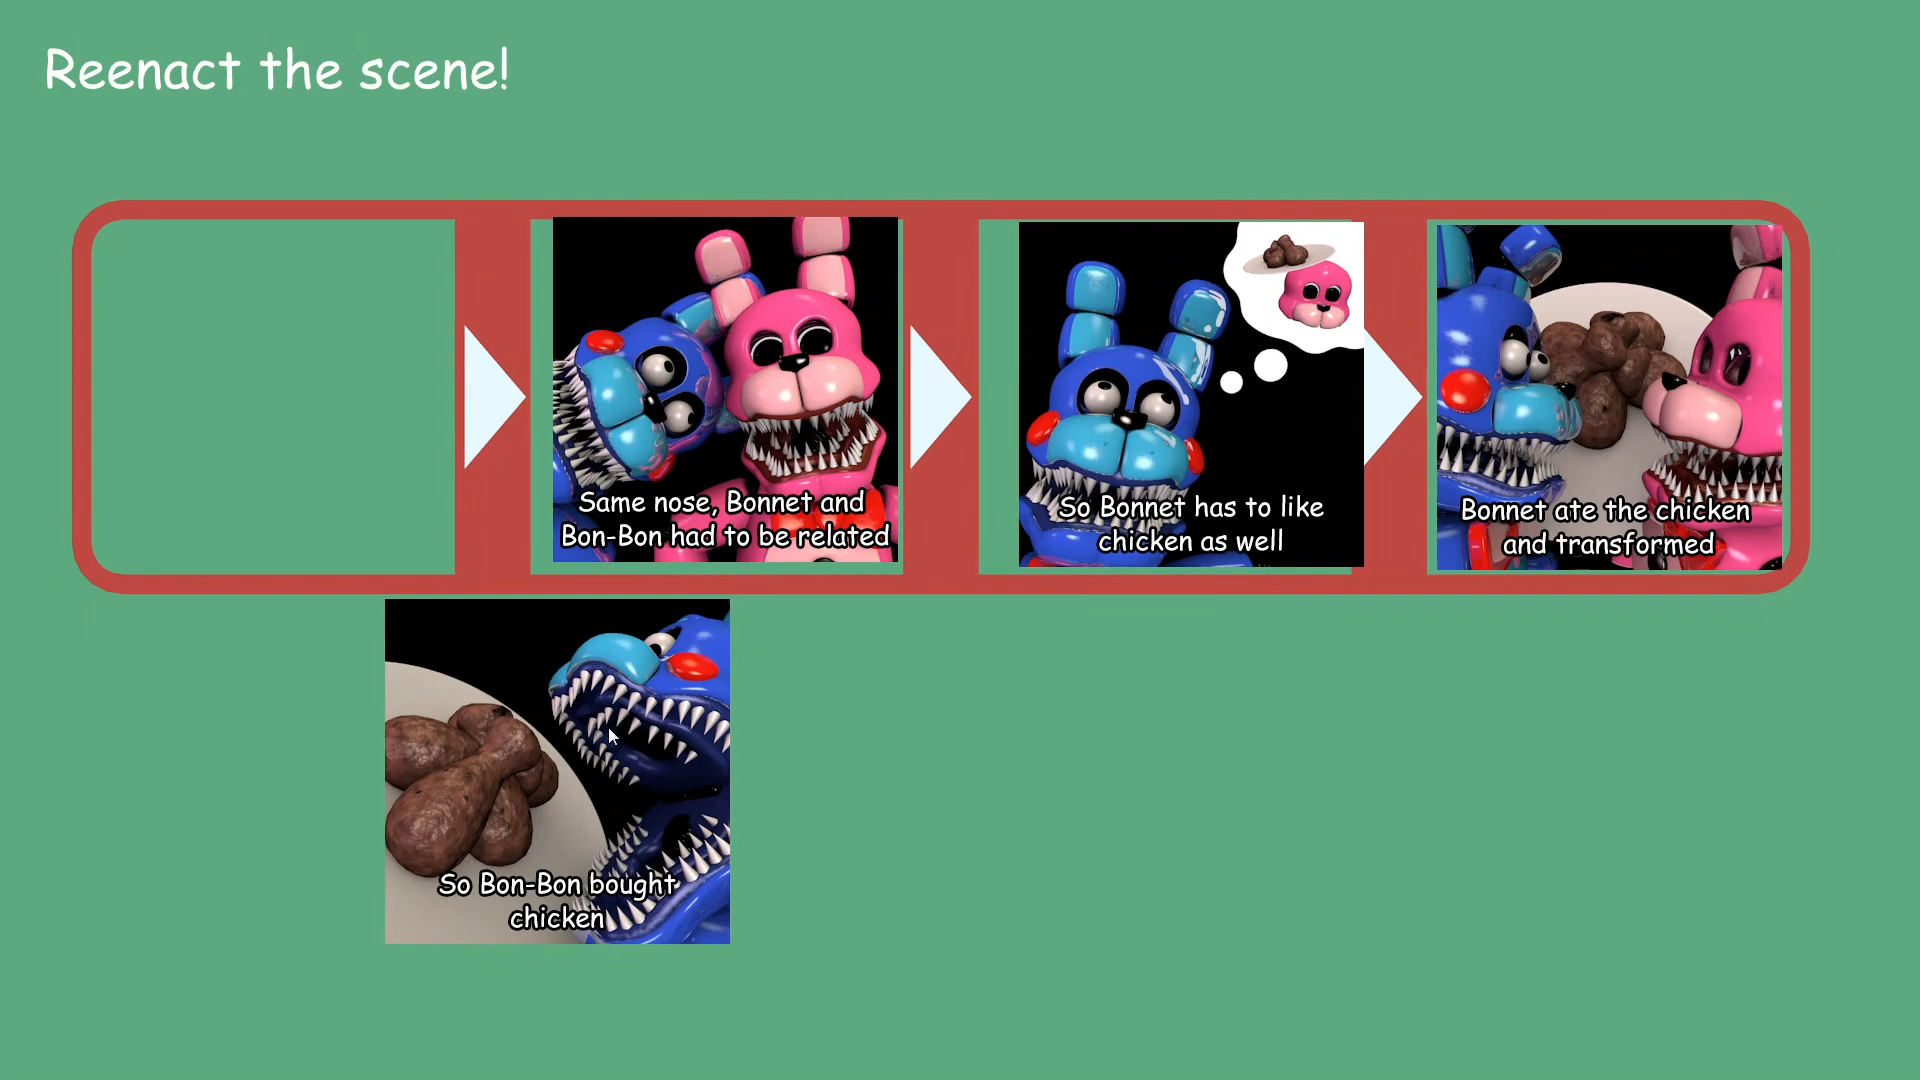 Reenact the scene!
Same nose, Bonnet and
Bon-Bon had to be related
So Bonnet has to like
chicken as well
Bonnet ate the chicken
and transformed
So Bon-Bon bought
chicken